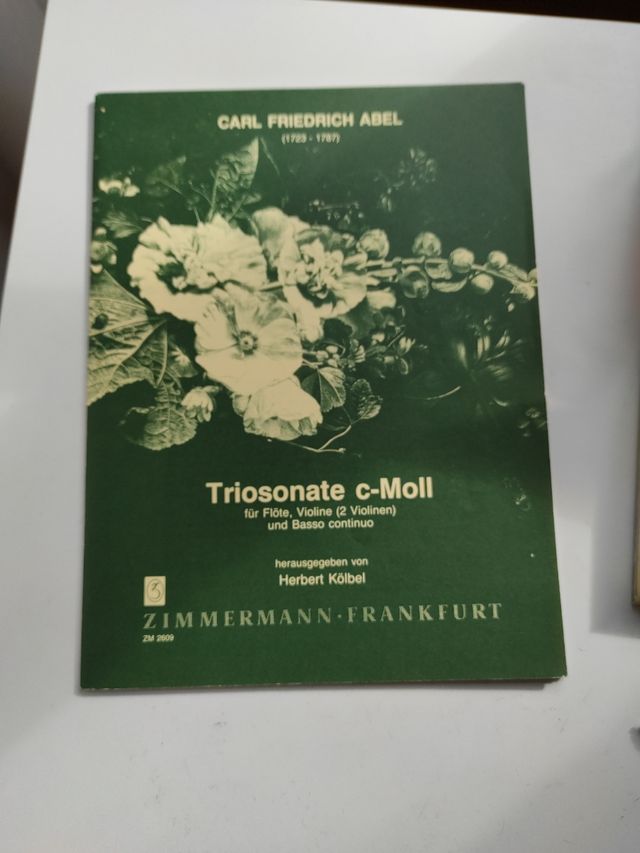 CARL FRIEDRICH ABEL
(1723 - 1787)
Triosonate c-Moll
für Flöte, Violine (2 Violinen)
und Basso continuo
herausgegeben von
Herbert Kölbel
ZIMMERMANN · FRANKFURT
ZM 2609